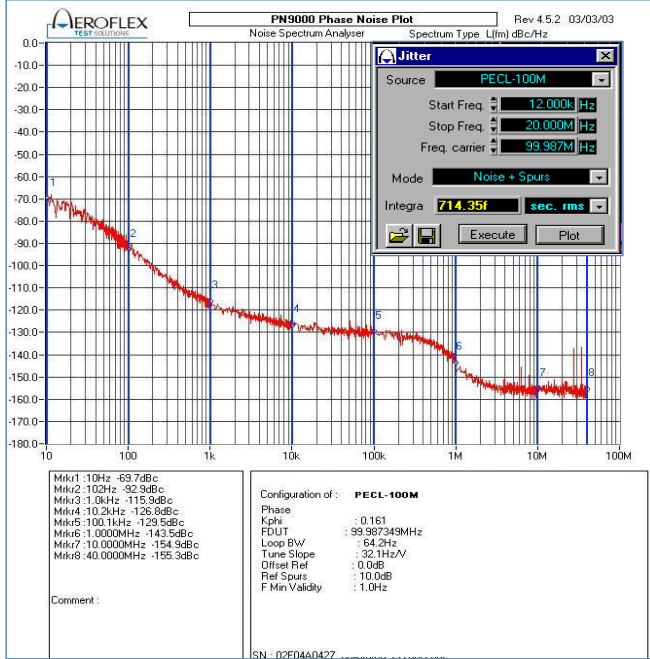 AEROFLEX
TEST SOLUTIONS
PN9000 Phase Noise Plot
Rev 4.5.2 03/03/03
Noise Spectrum Analyser
Spectrum Type L(fm) dBc/Hz
Jitter
Source PECL-100M
Start Freq. 12.000k Hz
Stop Freq. 20.000M Hz
Freq. carrier 99.987M Hz
Mode Noise + Spurs
Integra 714.35f sec. rms
Execute Plot
0.0
-10.0
-20.0
-30.0
-40.0
-50.0
-60.0
-70.0
-80.0
-90.0
-100.0
-110.0
-120.0
-130.0
-140.0
-150.0
-160.0
-170.0
-180.0
1
2
3
4
5
6
7
8
10 100 1k 10k 100k 1M 10M 100M
Mrkr1 :10Hz -69.7dBc
Mrkr2 :102Hz -92.9dBc
Mrkr3 :1.0kHz -115.9dBc
Mrkr4 :10.2kHz -126.8dBc
Mrkr5 :100.1kHz -129.5dBc
Mrkr6 :1.0000MHz -143.5dBc
Mrkr7 :10.0000MHz -154.9dBc
Mrkr8 :40.0000MHz -155.3dBc
Comment :
Configuration of : PECL-100M
Phase
Kphi : 0.161
FDUT : 99.987349MHz
Loop BW : 64.2Hz
Tune Slope : 32.1Hz/V
Offset Ref : 0.0dB
Ref Spurs : 10.0dB
F Min Validity : 1.0Hz
SN : 02F04A0427